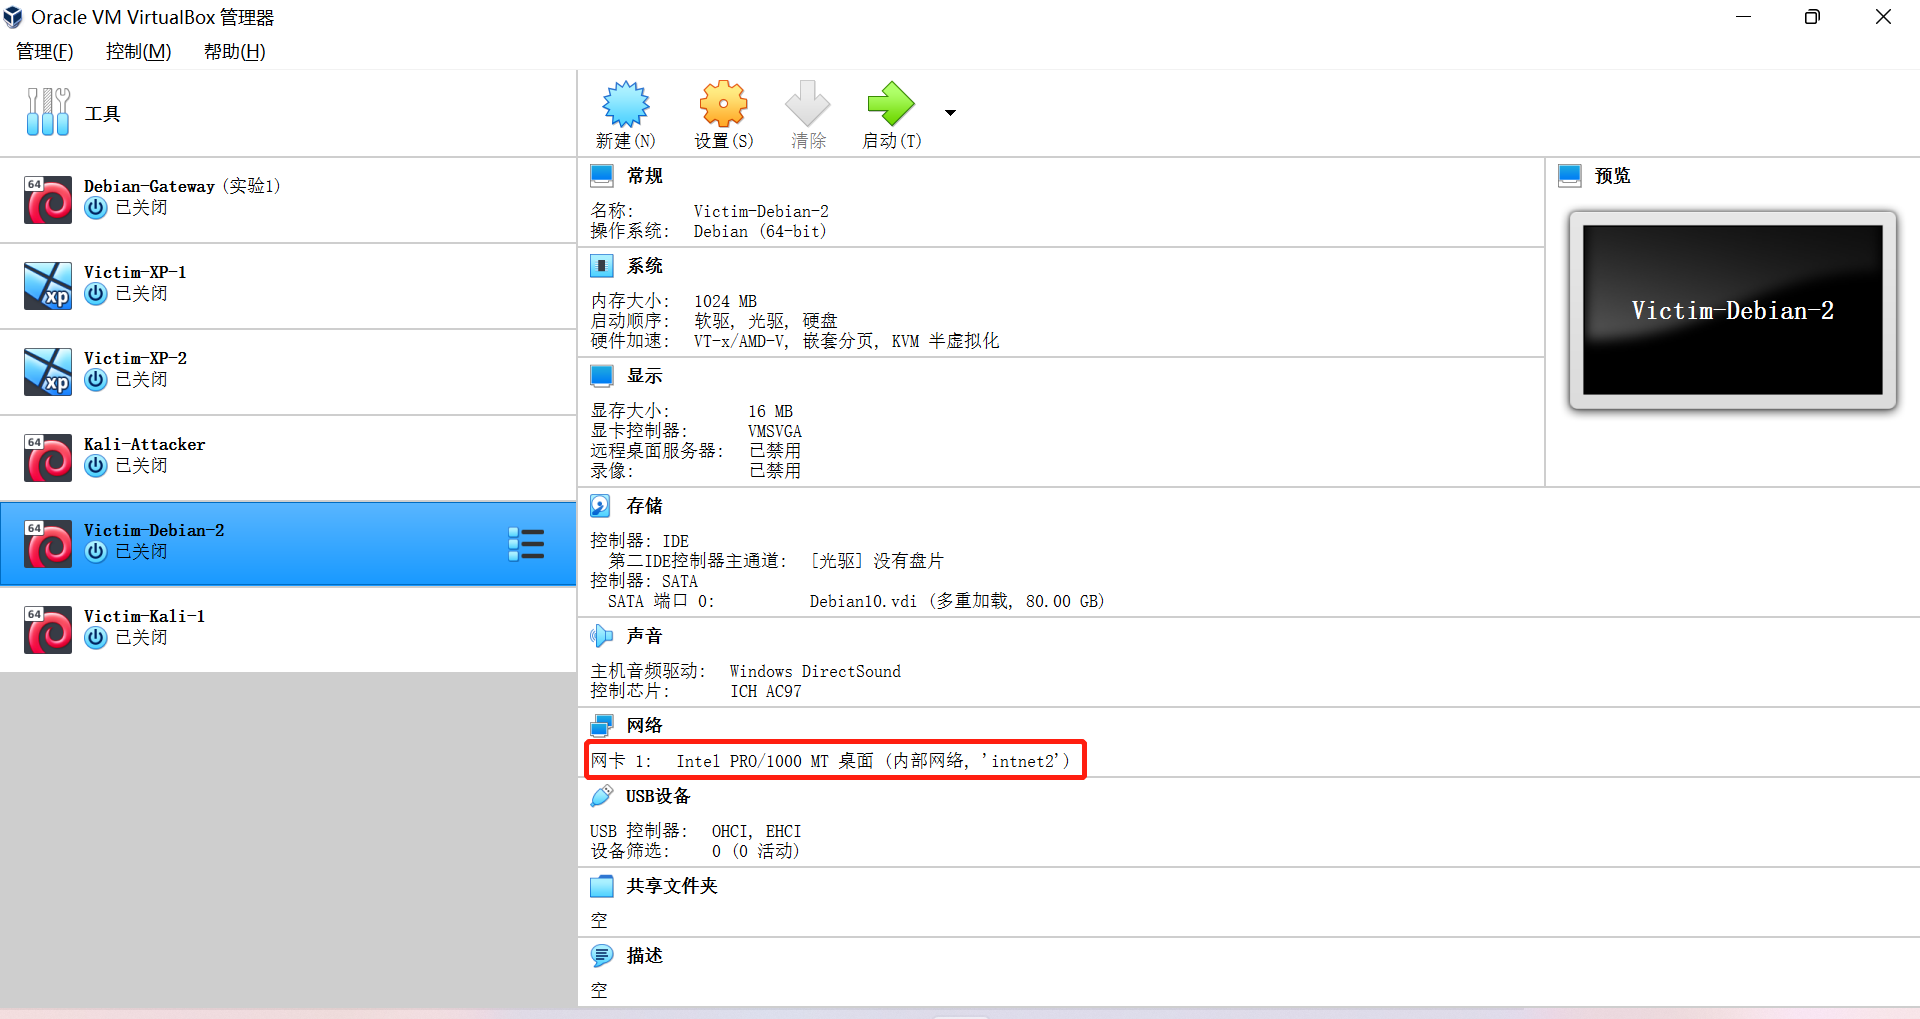 Oracle VM VirtualBox 管理器
管理(F) 控制(M) 帮助(H)
工具
新建(N) 设置(S) 清除 启动(T)
64 Debian-Gateway (实验1)
已关闭
xp Victim-XP-1
已关闭
xp Victim-XP-2
已关闭
64 Kali-Attacker
已关闭
64 Victim-Debian-2
已关闭
64 Victim-Kali-1
已关闭
常规
名称: Victim-Debian-2
操作系统: Debian (64-bit)
系统
内存大小: 1024 MB
启动顺序: 软驱, 光驱, 硬盘
硬件加速: VT-x/AMD-V, 嵌套分页, KVM 半虚拟化
显示
显存大小: 16 MB
显卡控制器: VMSVGA
远程桌面服务器: 已禁用
录像: 已禁用
存储
控制器: IDE
第二IDE控制器主通道: [光驱] 没有盘片
控制器: SATA
SATA 端口 0: Debian10.vdi (多重加载, 80.00 GB)
声音
主机音频驱动: Windows DirectSound
控制芯片: ICH AC97
网络
网卡 1: Intel PRO/1000 MT 桌面 (内部网络, 'intnet2')
USB设备
USB 控制器: OHCI, EHCI
设备筛选: 0 (0 活动)
共享文件夹
空
描述
空
预览
Victim-Debian-2